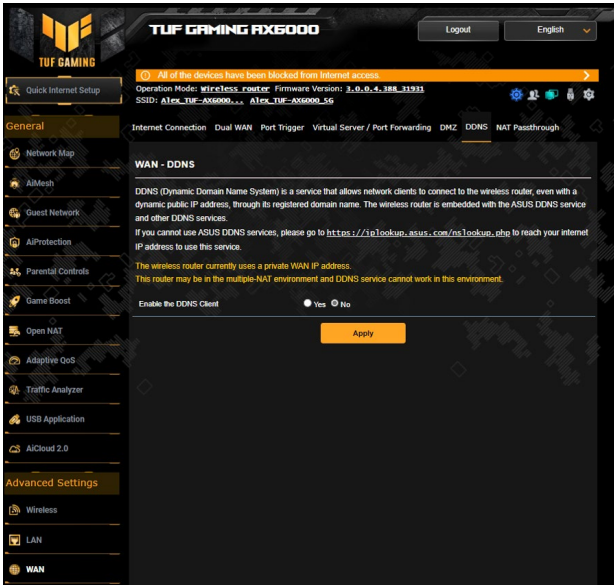 TUF GAMING AX6000
Logout
English
TUF GAMING
All of the devices have been blocked from Internet access.
Quick Internet Setup
Operation Mode: Wireless router Firmware Version: 3.0.0.4.388_31931
SSID: Alex_TUF-AX6000... Alex_TUF-AX6000_5G
General
Internet Connection Dual WAN Port Trigger Virtual Server / Port Forwarding DMZ DDNS NAT Passthrough
Network Map
AiMesh
Guest Network
AiProtection
Parental Controls
Game Boost
Open NAT
Adaptive QoS
Traffic Analyzer
USB Application
AiCloud 2.0
Advanced Settings
Wireless
LAN
WAN
WAN - DDNS
DDNS (Dynamic Domain Name System) is a service that allows network clients to connect to the wireless router, even with a
dynamic public IP address, through its registered domain name. The wireless router is embedded with the ASUS DDNS service
and other DDNS services.
If you cannot use ASUS DDNS services, please go to https://iplookup.asus.com/nslookup.php to reach your internet
IP address to use this service.
The wireless router currently uses a private WAN IP address.
This router may be in the multiple-NAT environment and DDNS service cannot work in this environment.
Enable the DDNS Client Yes No
Apply